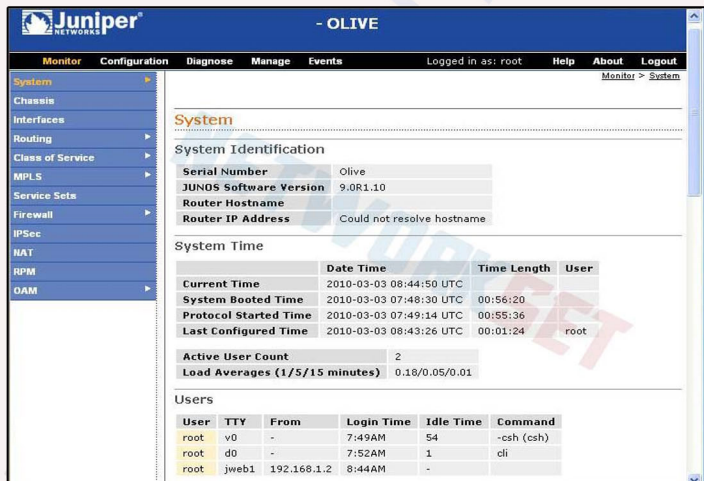 Juniper®
NETWORKS
- OLIVE
Monitor Configuration Diagnose Manage Events Logged in as: root Help About Logout
Monitor > System
System
Chassis
Interfaces
Routing
Class of Service
MPLS
Service Sets
Firewall
IPSec
NAT
RPM
OAM
System
System Identification
Serial Number Olive
JUNOS Software Version 9.0R1.10
Router Hostname
Router IP Address Could not resolve hostname
System Time
Date Time Time Length User
Current Time 2010-03-03 08:44:50 UTC
System Booted Time 2010-03-03 07:48:30 UTC 00:56:20
Protocol Started Time 2010-03-03 07:49:14 UTC 00:55:36
Last Configured Time 2010-03-03 08:43:26 UTC 00:01:24 root
Active User Count 2
Load Averages (1/5/15 minutes) 0.18/0.05/0.01
Users
User TTY From Login Time Idle Time Command
root v0 - 7:49AM 54 -csh (csh)
root d0 - 7:52AM 1 cli
root jweb1 192.168.1.2 8:44AM -
NETWORKGET